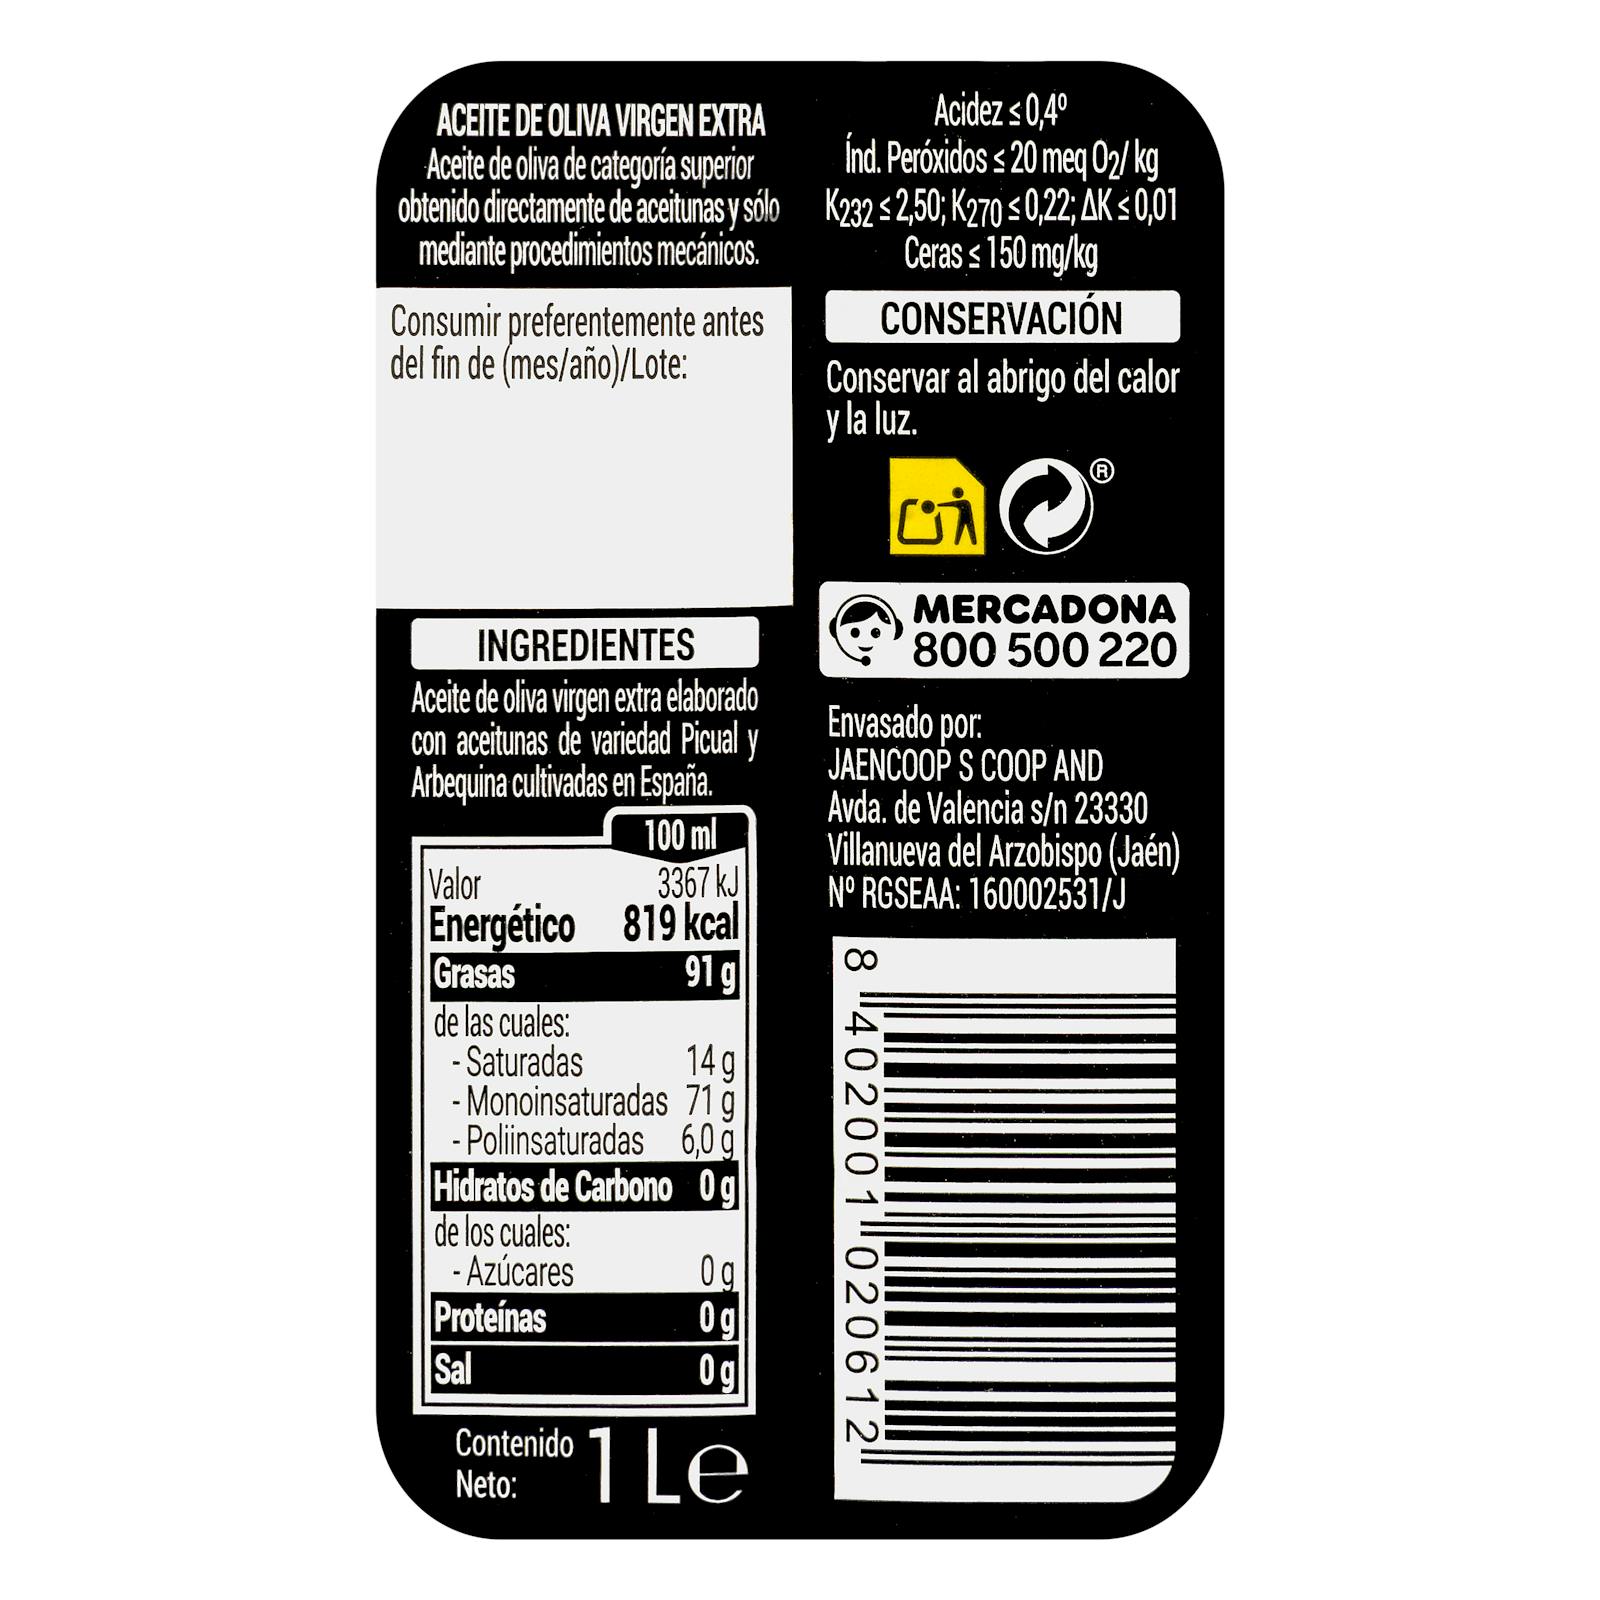 ACEITE DE OLIVA VIRGEN EXTRA
Aceite de oliva de categoría superior
obtenido directamente de aceitunas y sólo
mediante procedimientos mecánicos.
Consumir preferentemente antes
del fin de (mes/año)/Lote:
INGREDIENTES
Aceite de oliva virgen extra elaborado
con aceitunas de variedad Picual y
Arbequina cultivadas en España.
100 ml
Valor 3367 kJ
Energético 819 kcal
Grasas 91 g
de las cuales:
- Saturadas 14 g
- Monoinsaturadas 71 g
- Poliinsaturadas 6,0 g
Hidratos de Carbono 0 g
de los cuales:
- Azúcares 0 g
Proteínas 0 g
Sal 0 g
Contenido
Neto: 1 L e
Acidez ≤ 0,4º
Índ. Peróxidos ≤ 20 meq O2/ kg
K232 ≤ 2,50; K270 ≤ 0,22; ΔK ≤ 0,01
Ceras ≤ 150 mg/kg
CONSERVACIÓN
Conservar al abrigo del calor
y la luz.
®
MERCADONA
800 500 220
Envasado por:
JAENCOOP S COOP AND
Avda. de Valencia s/n 23330
Villanueva del Arzobispo (Jaén)
Nº RGSEAA: 160002531/J
8 402001 020612